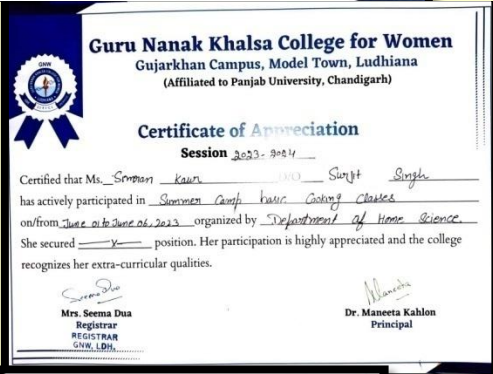 GNW
Guru Nanak Khalsa College for Women
Gujarkhan Campus, Model Town, Ludhiana
(Affiliated to Panjab University, Chandigarh)
Certificate of Appreciation
Session 2023-2024
Certified that Ms. Simran Kaur D/O Surjit Singh
has actively participated in Summer Camp basic Cooking Classes
on/from June 01 to June 06, 2023 organized by Department of Home Science.
She secured position. Her participation is highly appreciated and the college
recognizes her extra-curricular qualities.
Seema Dua
Maneeta
Mrs. Seema Dua
Dr. Maneeta Kahlon
Registrar
Principal
REGISTRAR
GNW, LDH.